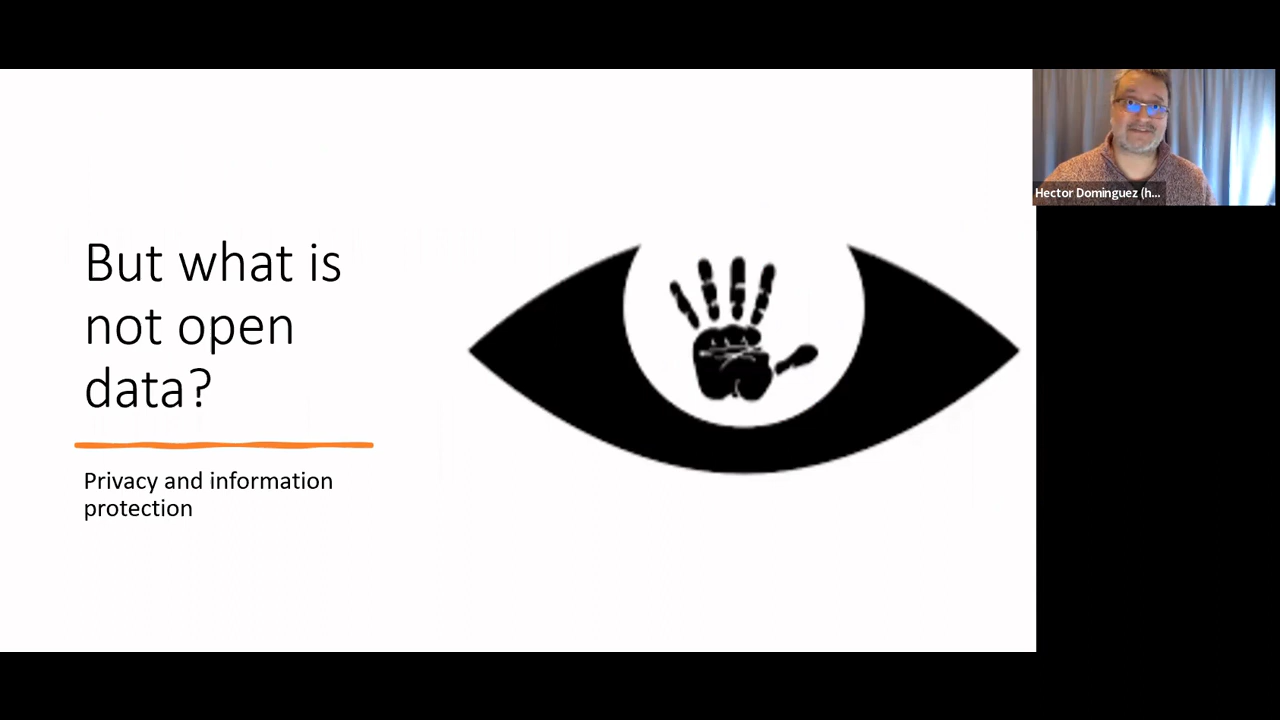 But what is
not open
data?
Privacy and information
protection
Hector Dominguez (h...